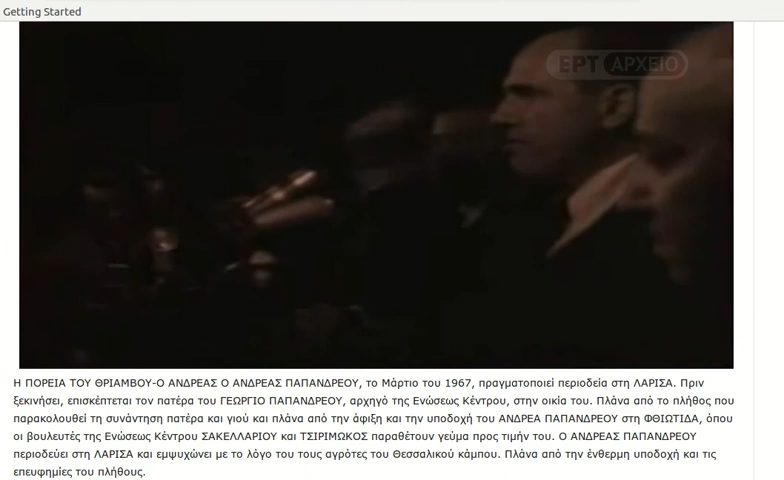 Getting Started
ΕΡΤ ΑΡΧΕΙΟ
Η ΠΟΡΕΙΑ ΤΟΥ ΘΡΙΑΜΒΟΥ-Ο ΑΝΔΡΕΑΣ Ο ΑΝΔΡΕΑΣ ΠΑΠΑΝΔΡΕΟΥ, το Μάρτιο του 1967, πραγματοποιεί περιοδεία στη ΛΑΡΙΣΑ. Πριν
ξεκινήσει, επισκέπτεται τον πατέρα του ΓΕΩΡΓΙΟ ΠΑΠΑΝΔΡΕΟΥ, αρχηγό της Ενώσεως Κέντρου, στην οικία του. Πλάνα από το πλήθος που
παρακολουθεί τη συνάντηση πατέρα και γιού και πλάνα από την άφιξη και την υποδοχή του ΑΝΔΡΕΑ ΠΑΠΑΝΔΡΕΟΥ στη ΦΘΙΩΤΙΔΑ, όπου
οι βουλευτές της Ενώσεως Κέντρου ΣΑΚΕΛΛΑΡΙΟΥ και ΤΣΙΡΙΜΩΚΟΣ παραθέτουν γεύμα προς τιμήν του. Ο ΑΝΔΡΕΑΣ ΠΑΠΑΝΔΡΕΟΥ
περιοδεύει στη ΛΑΡΙΣΑ και εμψυχώνει με το λόγο του τους αγρότες του Θεσσαλικού κάμπου. Πλάνα από την ένθερμη υποδοχή και τις
επευφημίες του πλήθους.